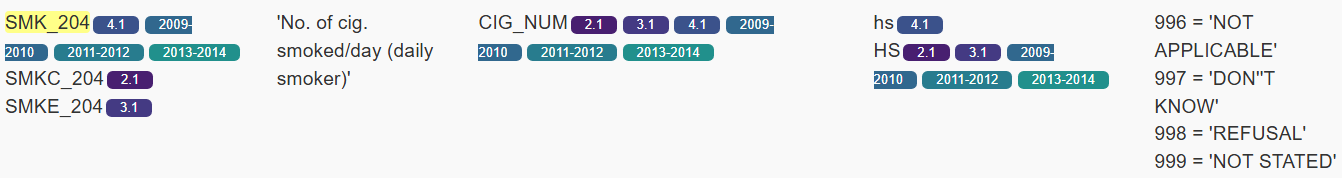 SMK_204 4.1 2009-
2010 2011-2012 2013-2014
SMKC_204 2.1
SMKE_204 3.1
'No. of cig.
smoked/day (daily
smoker)'
CIG_NUM 2.1 3.1 4.1 2009-
2010 2011-2012 2013-2014
hs 4.1
HS 2.1 3.1 2009-
2010 2011-2012 2013-2014
996 = 'NOT
APPLICABLE'
997 = 'DON''T
KNOW'
998 = 'REFUSAL'
999 = 'NOT STATED'